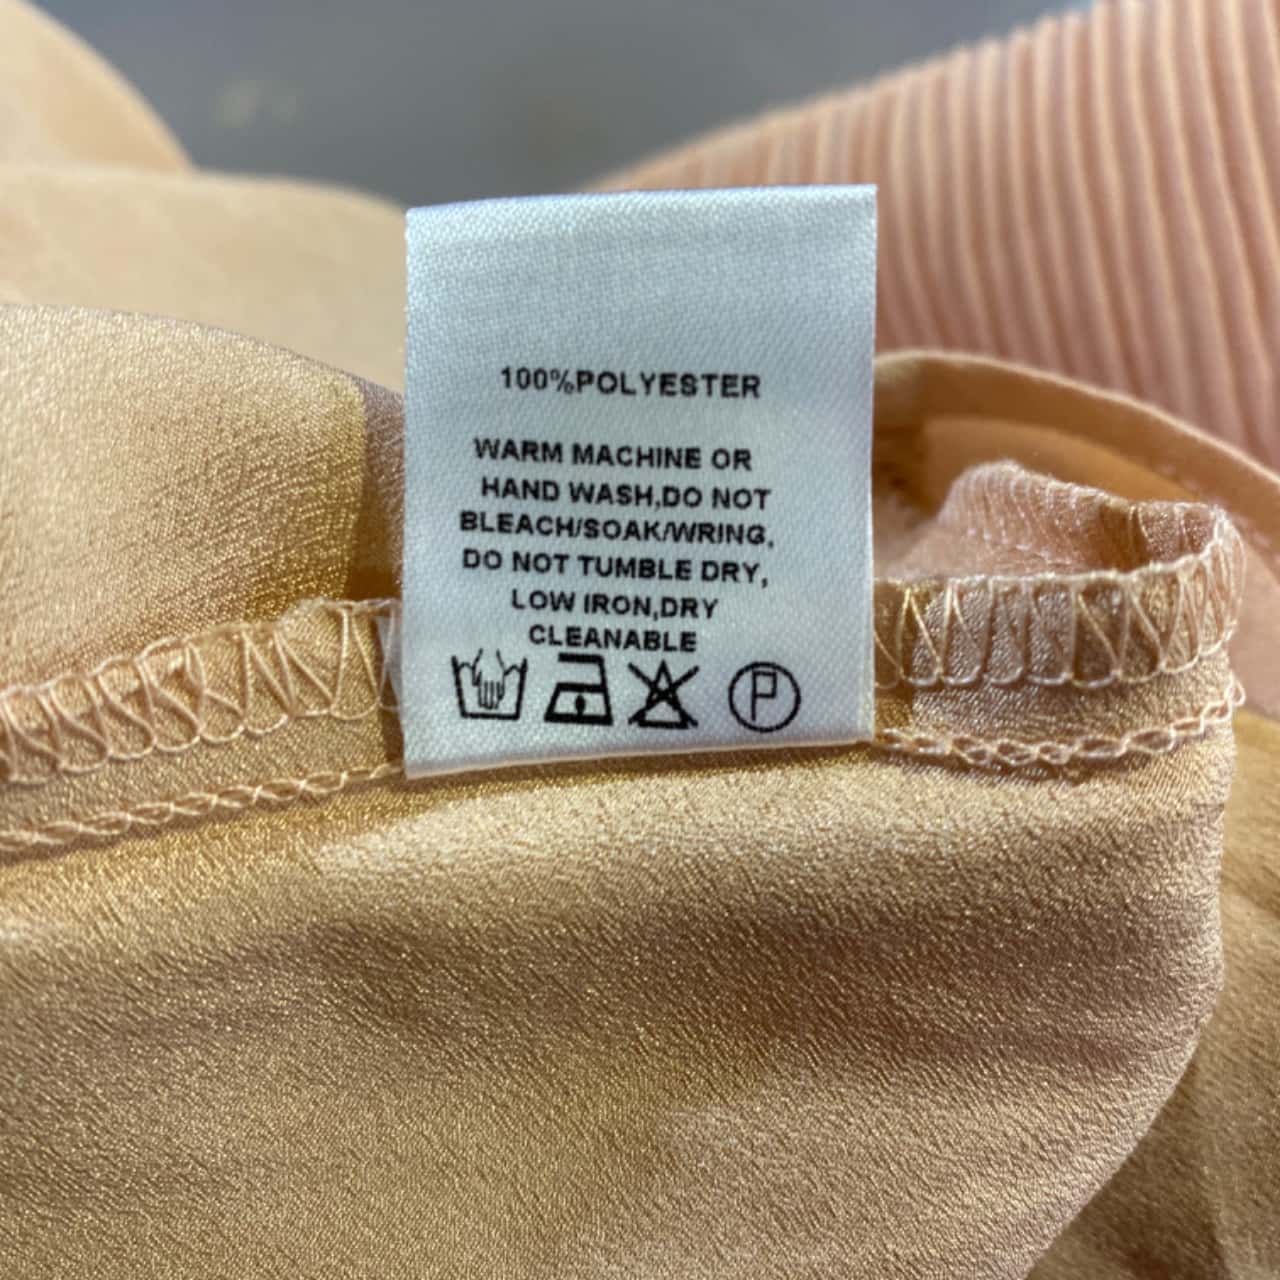 100%POLYESTER
WARM MACHINE OR
HAND WASH,DO NOT
BLEACH/SOAK/WRING,
DO NOT TUMBLE DRY,
LOW IRON,DRY
CLEANABLE
P